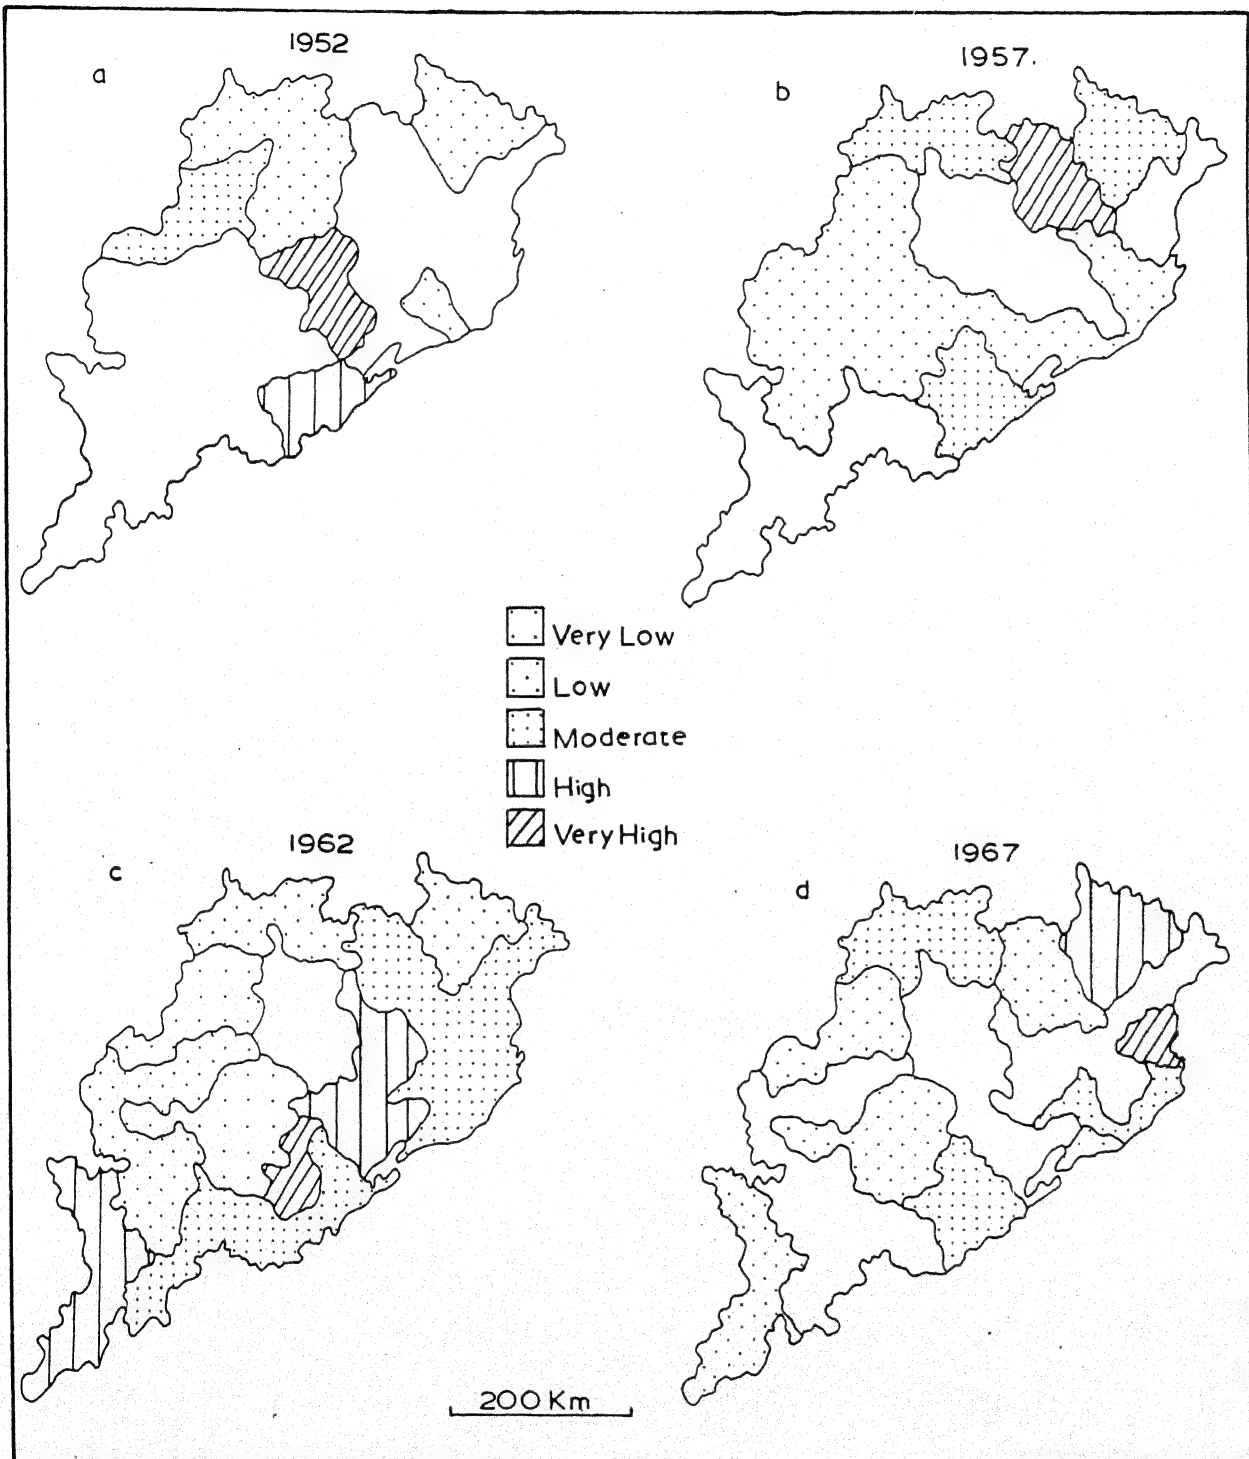 1952
a
1957.
b
Very Low
Low
Moderate
High
Very High
1962
c
1967
d
200 Km